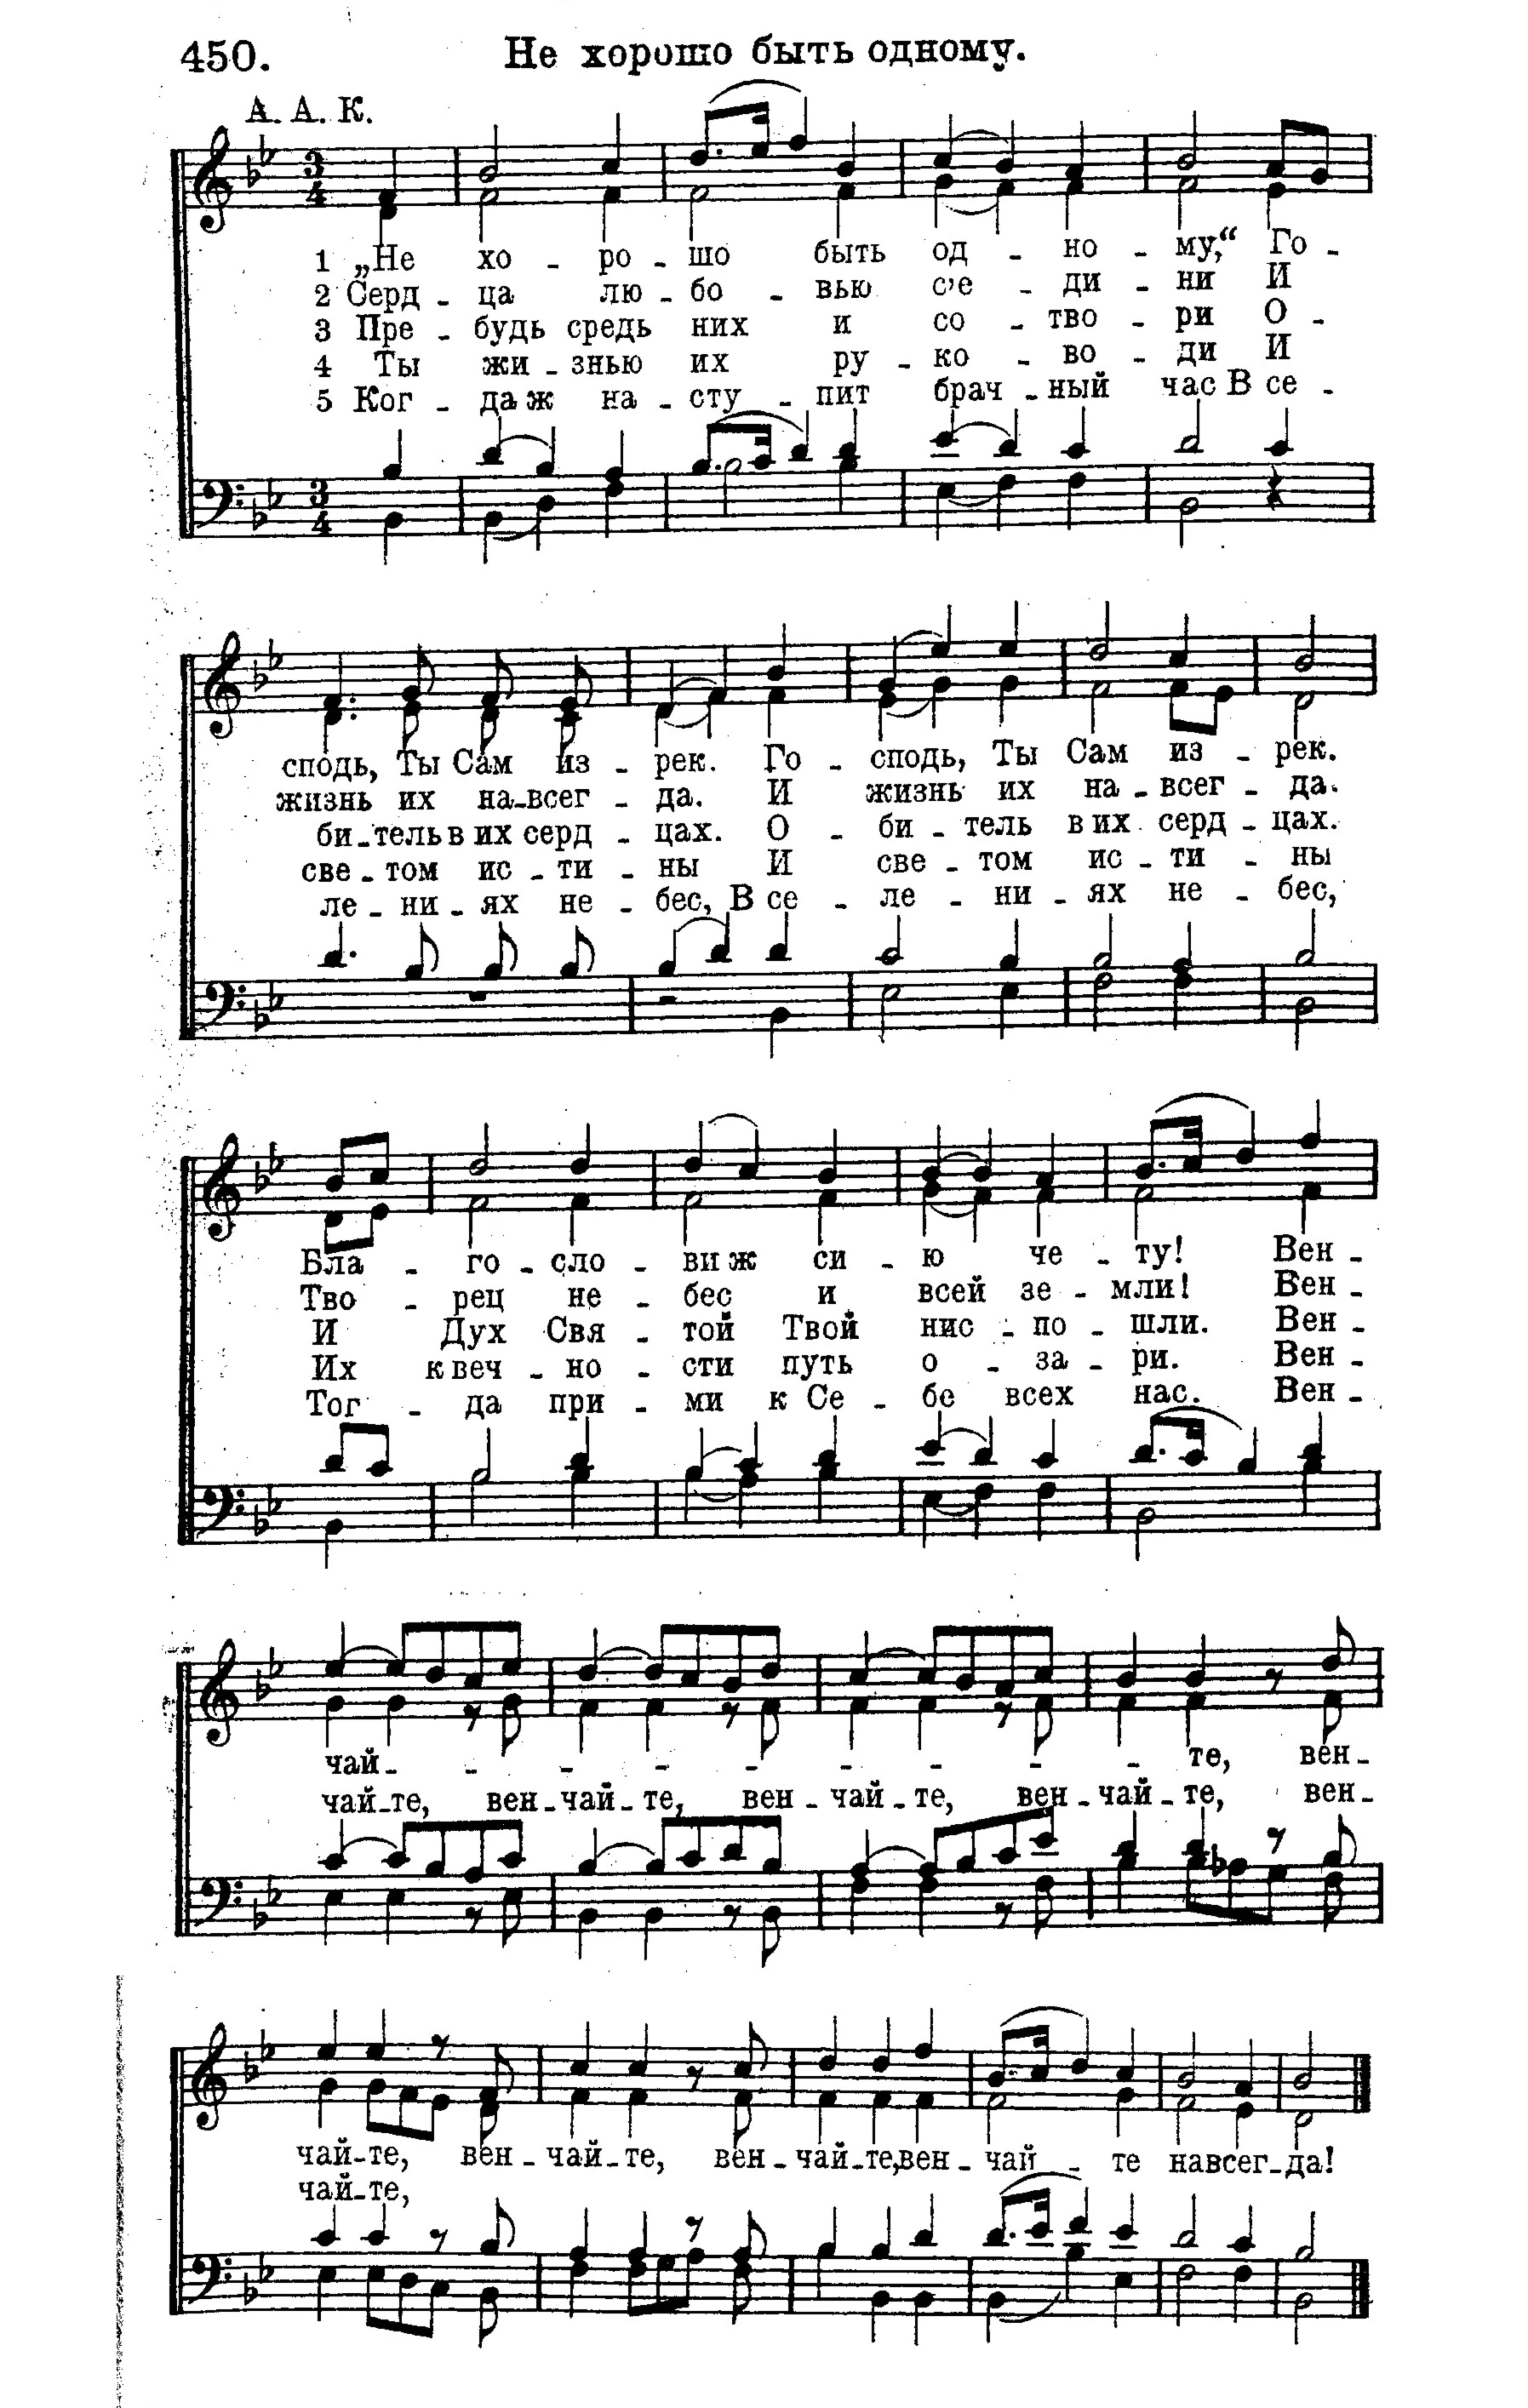 450. Не хорошо быть одному.
А. А. К.
1 „Не хо - ро - шо быть од - но - му,“ Го -
2 Серд - ца лю - бо - вью с’е - ди - ни И
3 Пре - будь средь них и со - тво - ри О -
4 Ты жи - знью их ру - ко - во - ди И
5 Ког - да ж на - сту - пит брач - ный час В се -
сподь, Ты Сам из - рек. Го - сподь, Ты Сам из - рек.
жизнь их на - всег - да. И жизнь их на - всег - да.
би - тель в их серд - цах. О - би - тель в их серд - цах.
све - том ис - ти - ны И све - том ис - ти - ны
ле - ни - ях не - бес, В се - ле - ни - ях не - бес,
Бла - го - сло - ви ж си - ю че - ту! Вен -
Тво - рец не - бес и всей зе - мли! Вен -
И Дух Свя - той Твой нис - по - шли. Вен -
Их к веч - но - сти путь о - за - ри. Вен -
Тог - да при - ми к Се - бе всех нас. Вен -
чай - - - - - - - - - те, вен -
чай - те, вен - чай - те, вен - чай - те, вен - чай - те, вен -
чай - те, вен - чай - те, вен - чай - те, вен - чай - те навсег - да!
чай - те,